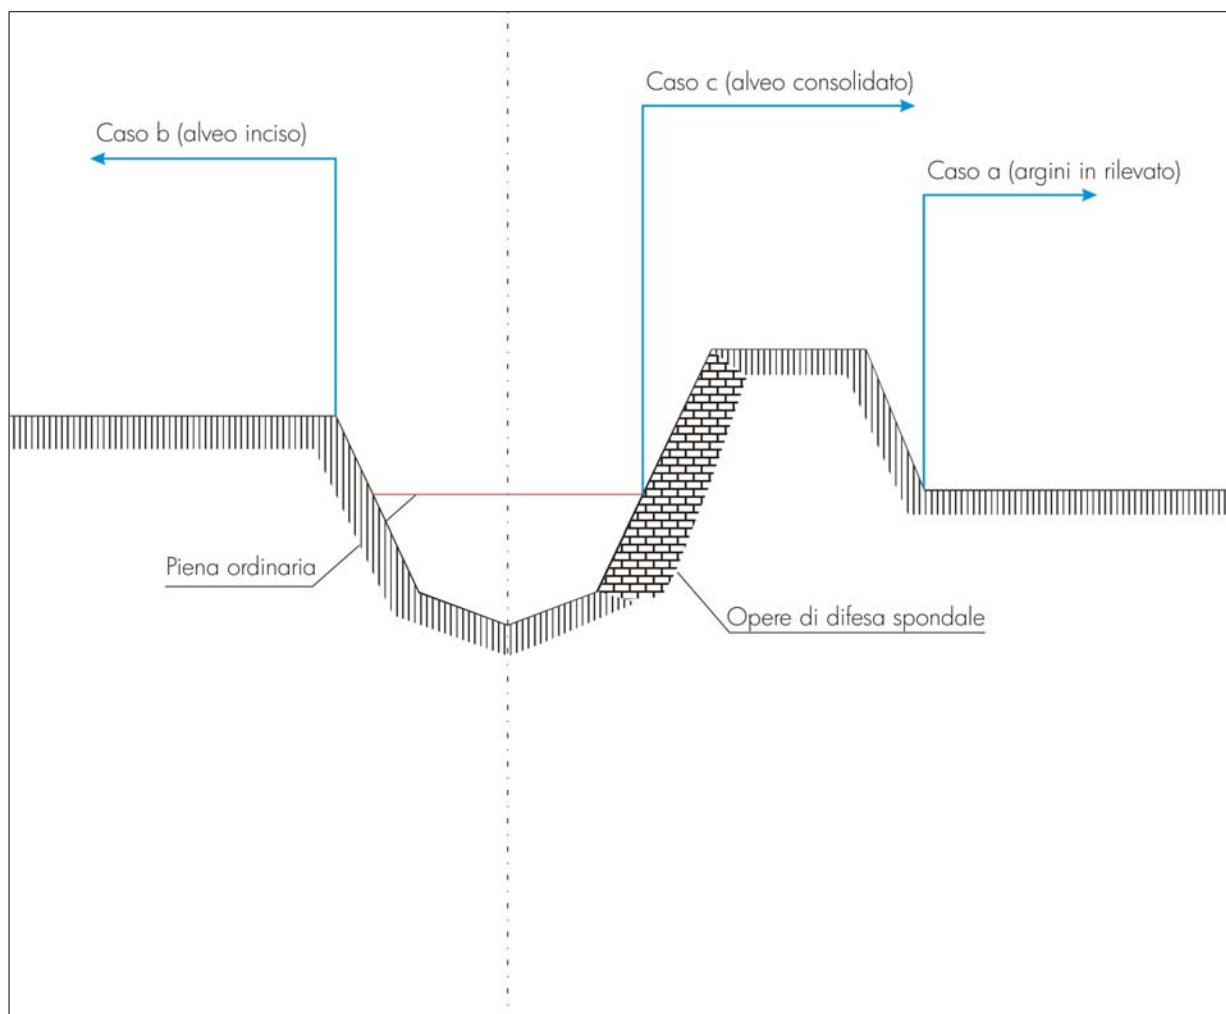 Caso c (alveo consolidato)
Caso b (alveo inciso)
Caso a (argini in rilevato)
Piena ordinaria
Opere di difesa spondale